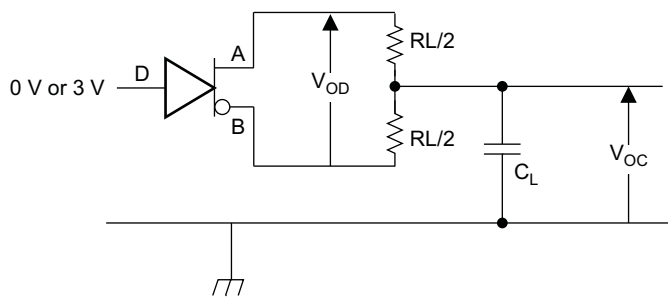 A
RL/2
0 V or 3 V
D
V_OD
B
RL/2
C_L
V_OC